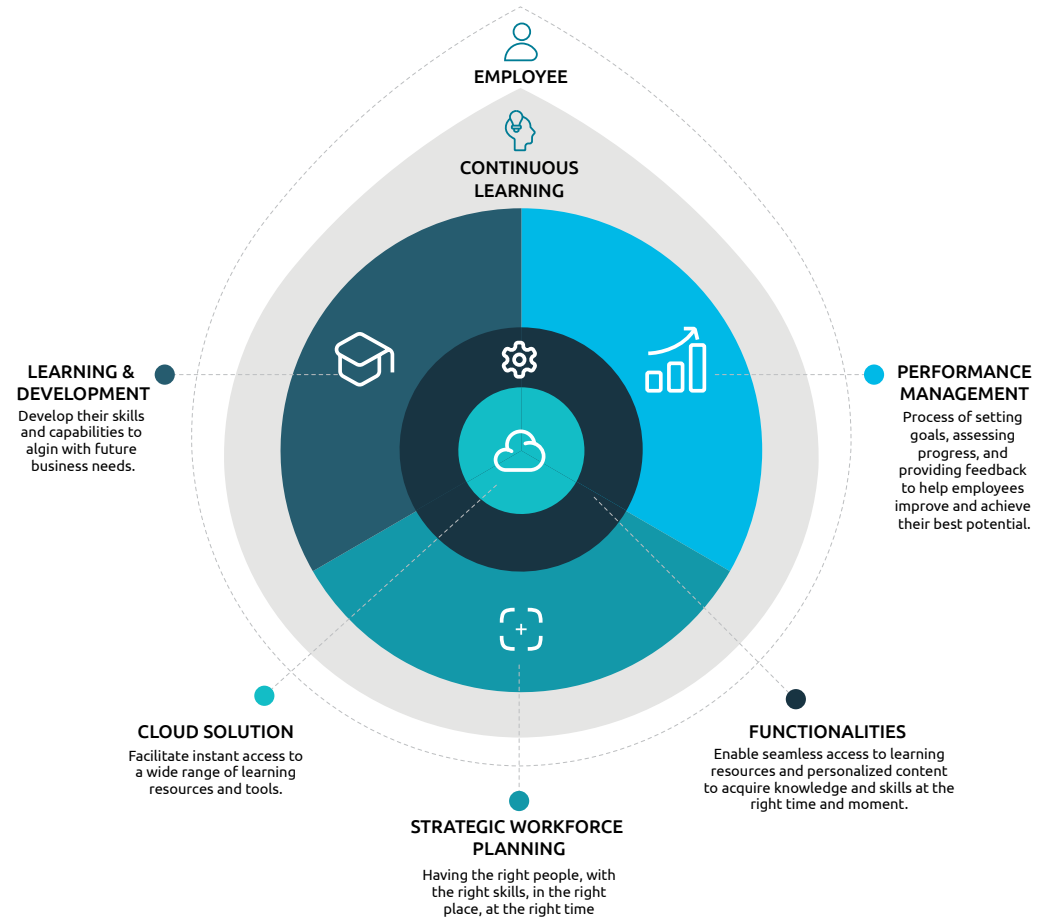 EMPLOYEE
CONTINUOUS
LEARNING
LEARNING &
DEVELOPMENT
Develop their skills
and capabilities to
algin with future
business needs.
PERFORMANCE
MANAGEMENT
Process of setting
goals, assessing
progress, and
providing feedback
to help employees
improve and achieve
their best potential.
CLOUD SOLUTION
Facilitate instant access to
a wide range of learning
resources and tools.
FUNCTIONALITIES
Enable seamless access to learning
resources and personalized content
to acquire knowledge and skills at the
right time and moment.
STRATEGIC WORKFORCE
PLANNING
Having the right people, with
the right skills, in the right
place, at the right time